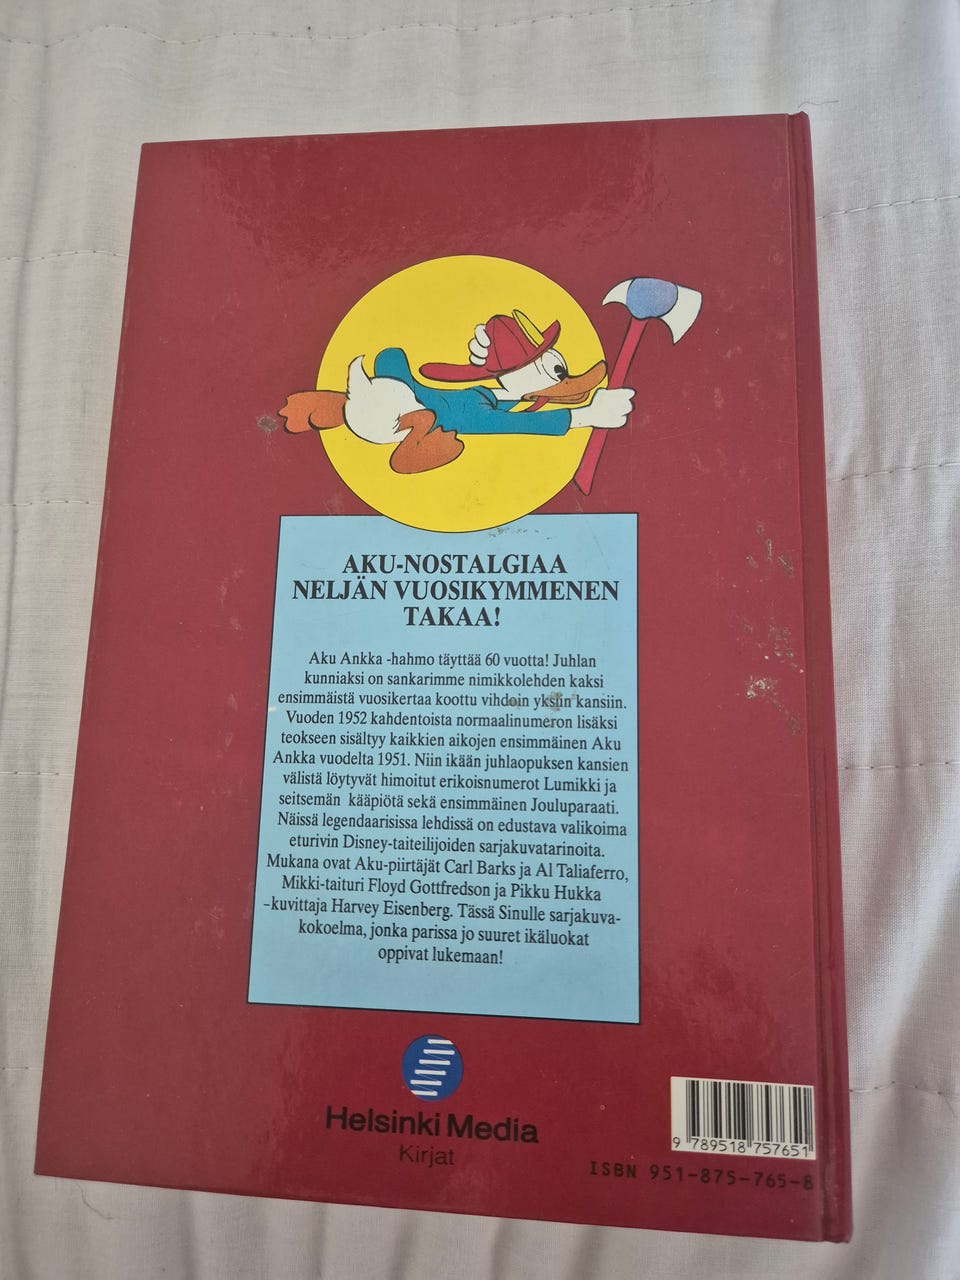 AKU-NOSTALGIAA
NELJÄN VUOSIKYMMENEN
TAKAA!
Aku Ankka -hahmo täyttää 60 vuotta! Juhlan
kunniaksi on sankarimme nimikkolehden kaksi
ensimmäistä vuosikertaa koottu vihdoin yksiin kansiin.
Vuoden 1952 kahdentoista normaalinumeron lisäksi
teokseen sisältyy kaikkien aikojen ensimmäinen Aku
Ankka vuodelta 1951. Niin ikään juhlaopuksen kansien
välistä löytyvät himoitut erikoisnumerot Lumikki ja
seitsemän kääpiötä sekä ensimmäinen Jouluparaati.
Näissä legendaarisissa lehdissä on edustava valikoima
eturivin Disney-taiteilijoiden sarjakuvatarinoita.
Mukana ovat Aku-piirtäjät Carl Barks ja Al Taliaferro,
Mikki-taituri Floyd Gottfredson ja Pikku Hukka
-kuvittaja Harvey Eisenberg. Tässä Sinulle sarjakuva-
kokoelma, jonka parissa jo suuret ikäluokat
oppivat lukemaan!
Helsinki Media
Kirjat
9 789518 757651
ISBN 951-875-765-8